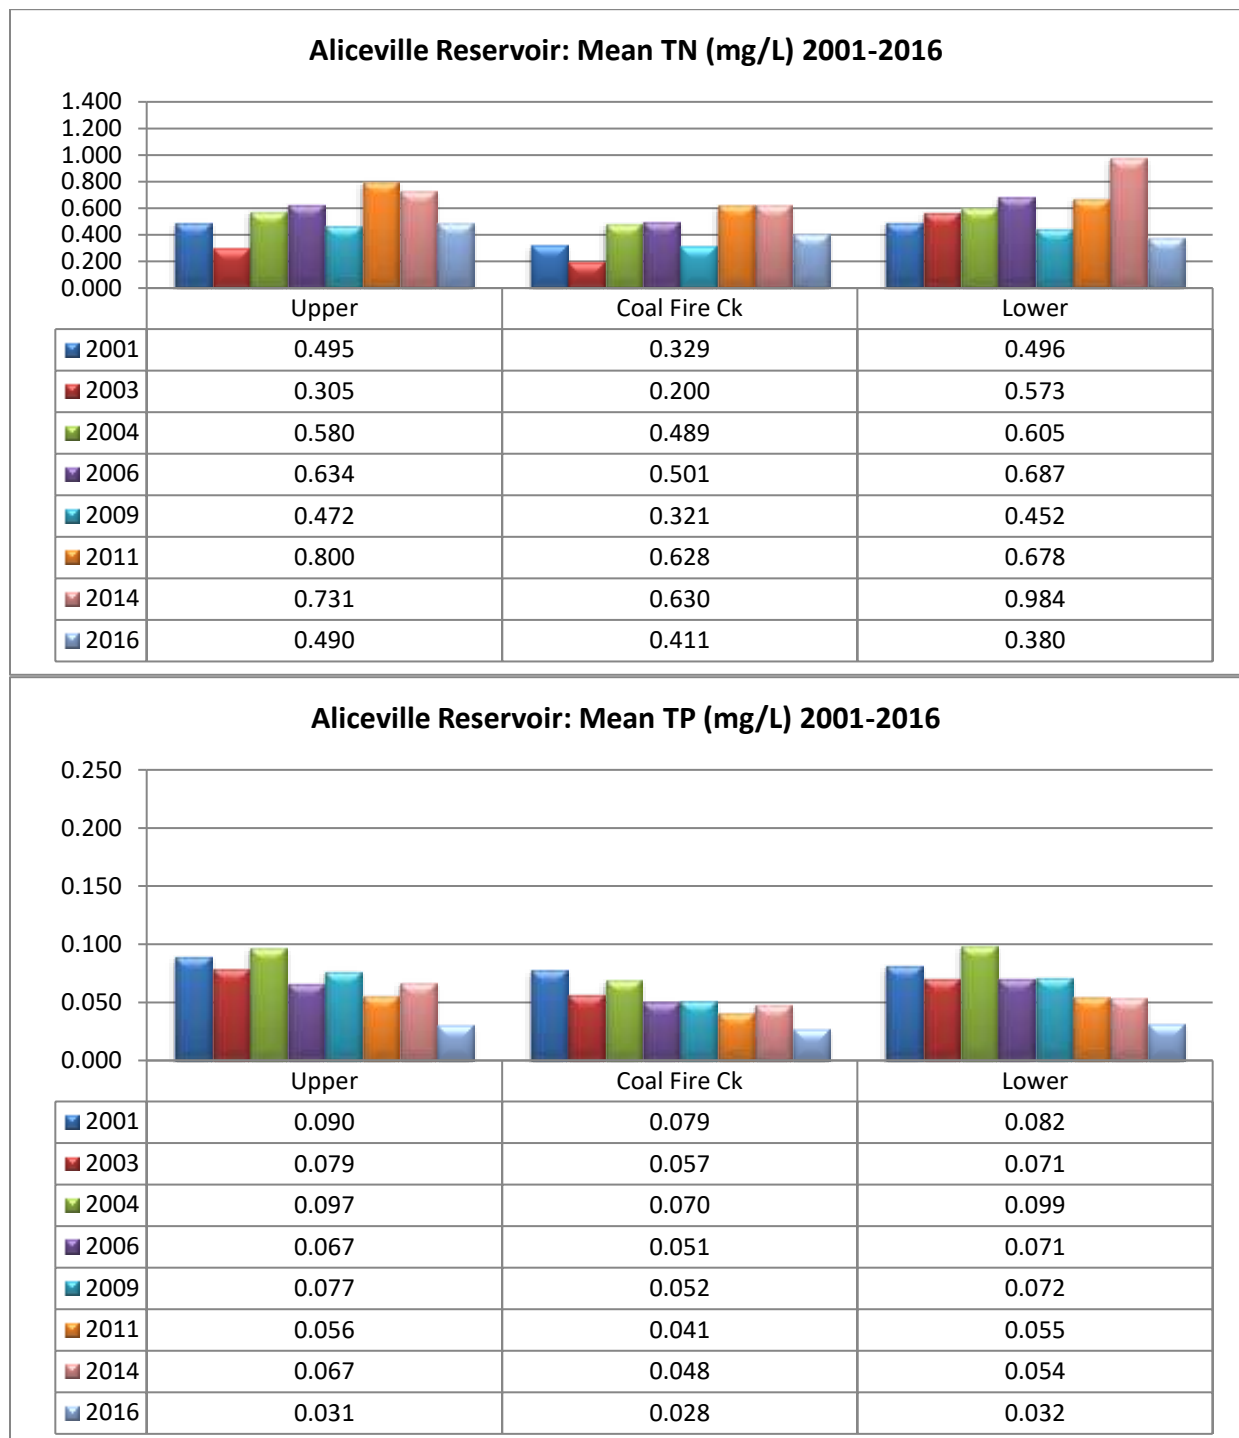 Aliceville Reservoir: Mean TN (mg/L) 2001-2016
1.400
1.200
1.000
0.800
0.600
0.400
0.200
0.000
Upper Coal Fire Ck Lower
2001 0.495 0.329 0.496
2003 0.305 0.200 0.573
2004 0.580 0.489 0.605
2006 0.634 0.501 0.687
2009 0.472 0.321 0.452
2011 0.800 0.628 0.678
2014 0.731 0.630 0.984
2016 0.490 0.411 0.380
Aliceville Reservoir: Mean TP (mg/L) 2001-2016
0.250
0.200
0.150
0.100
0.050
0.000
Upper Coal Fire Ck Lower
2001 0.090 0.079 0.082
2003 0.079 0.057 0.071
2004 0.097 0.070 0.099
2006 0.067 0.051 0.071
2009 0.077 0.052 0.072
2011 0.056 0.041 0.055
2014 0.067 0.048 0.054
2016 0.031 0.028 0.032